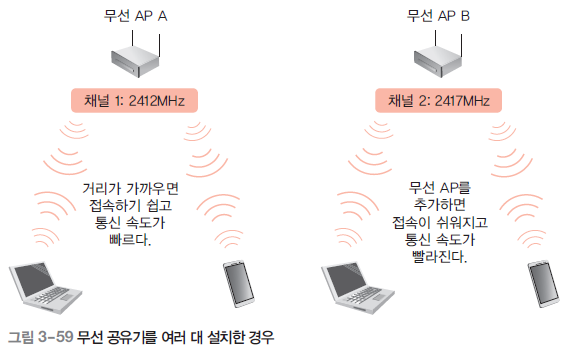 무선 AP A
무선 AP B
채널 1: 2412MHz
채널 2: 2417MHz
거리가 가까우면
접속하기 쉽고
통신 속도가
빠르다.
무선 AP를
추가하면
접속이 쉬워지고
통신 속도가
빨라진다.
그림 3-59 무선 공유기를 여러 대 설치한 경우